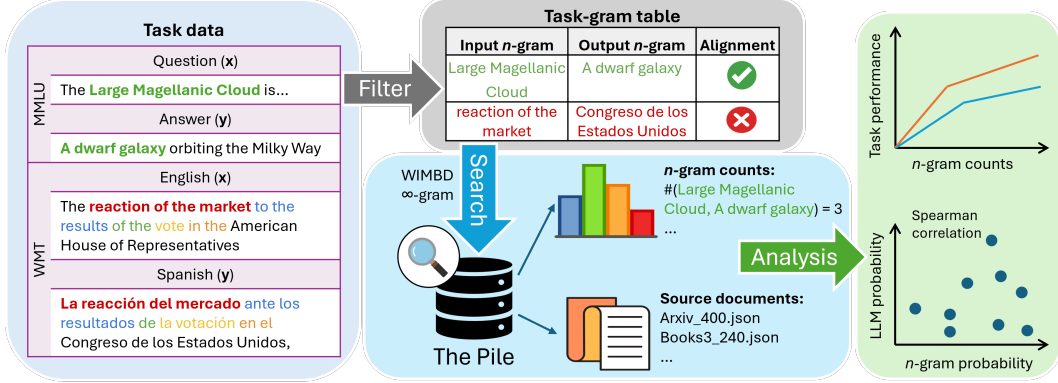 Task data
MMLU
Question (x)
The Large Magellanic Cloud is...
Answer (y)
A dwarf galaxy orbiting the Milky Way
WMT
English (x)
The reaction of the market to the
results of the vote in the American
House of Representatives
Spanish (y)
La reacción del mercado ante los
resultados de la votación en el
Congreso de los Estados Unidos,
Filter
Task-gram table
Input n-gram
Output n-gram
Alignment
Large Magellanic
Cloud
A dwarf galaxy
reaction of the
market
Congreso de los
Estados Unidos
WIMBD
∞-gram
Search
The Pile
n-gram counts:
#(Large Magellanic
Cloud, A dwarf galaxy) = 3
...
Source documents:
Arxiv_400.json
Books3_240.json
...
Analysis
Task performance
n-gram counts
Spearman
correlation
LLM probability
n-gram probability